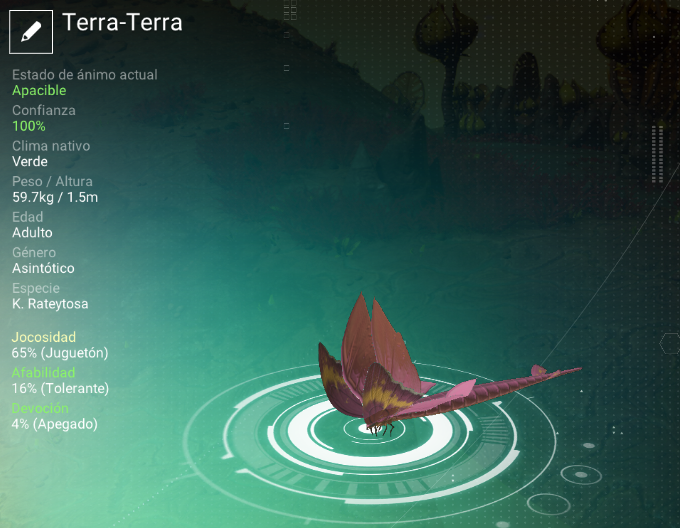 Terra-Terra
Estado de ánimo actual
Apacible
Confianza
100%
Clima nativo
Verde
Peso / Altura
59.7kg / 1.5m
Edad
Adulto
Género
Asintótico
Especie
K. Rateytosa
Jocosidad
65% (Juguetón)
Afabilidad
16% (Tolerante)
Devoción
4% (Apegado)